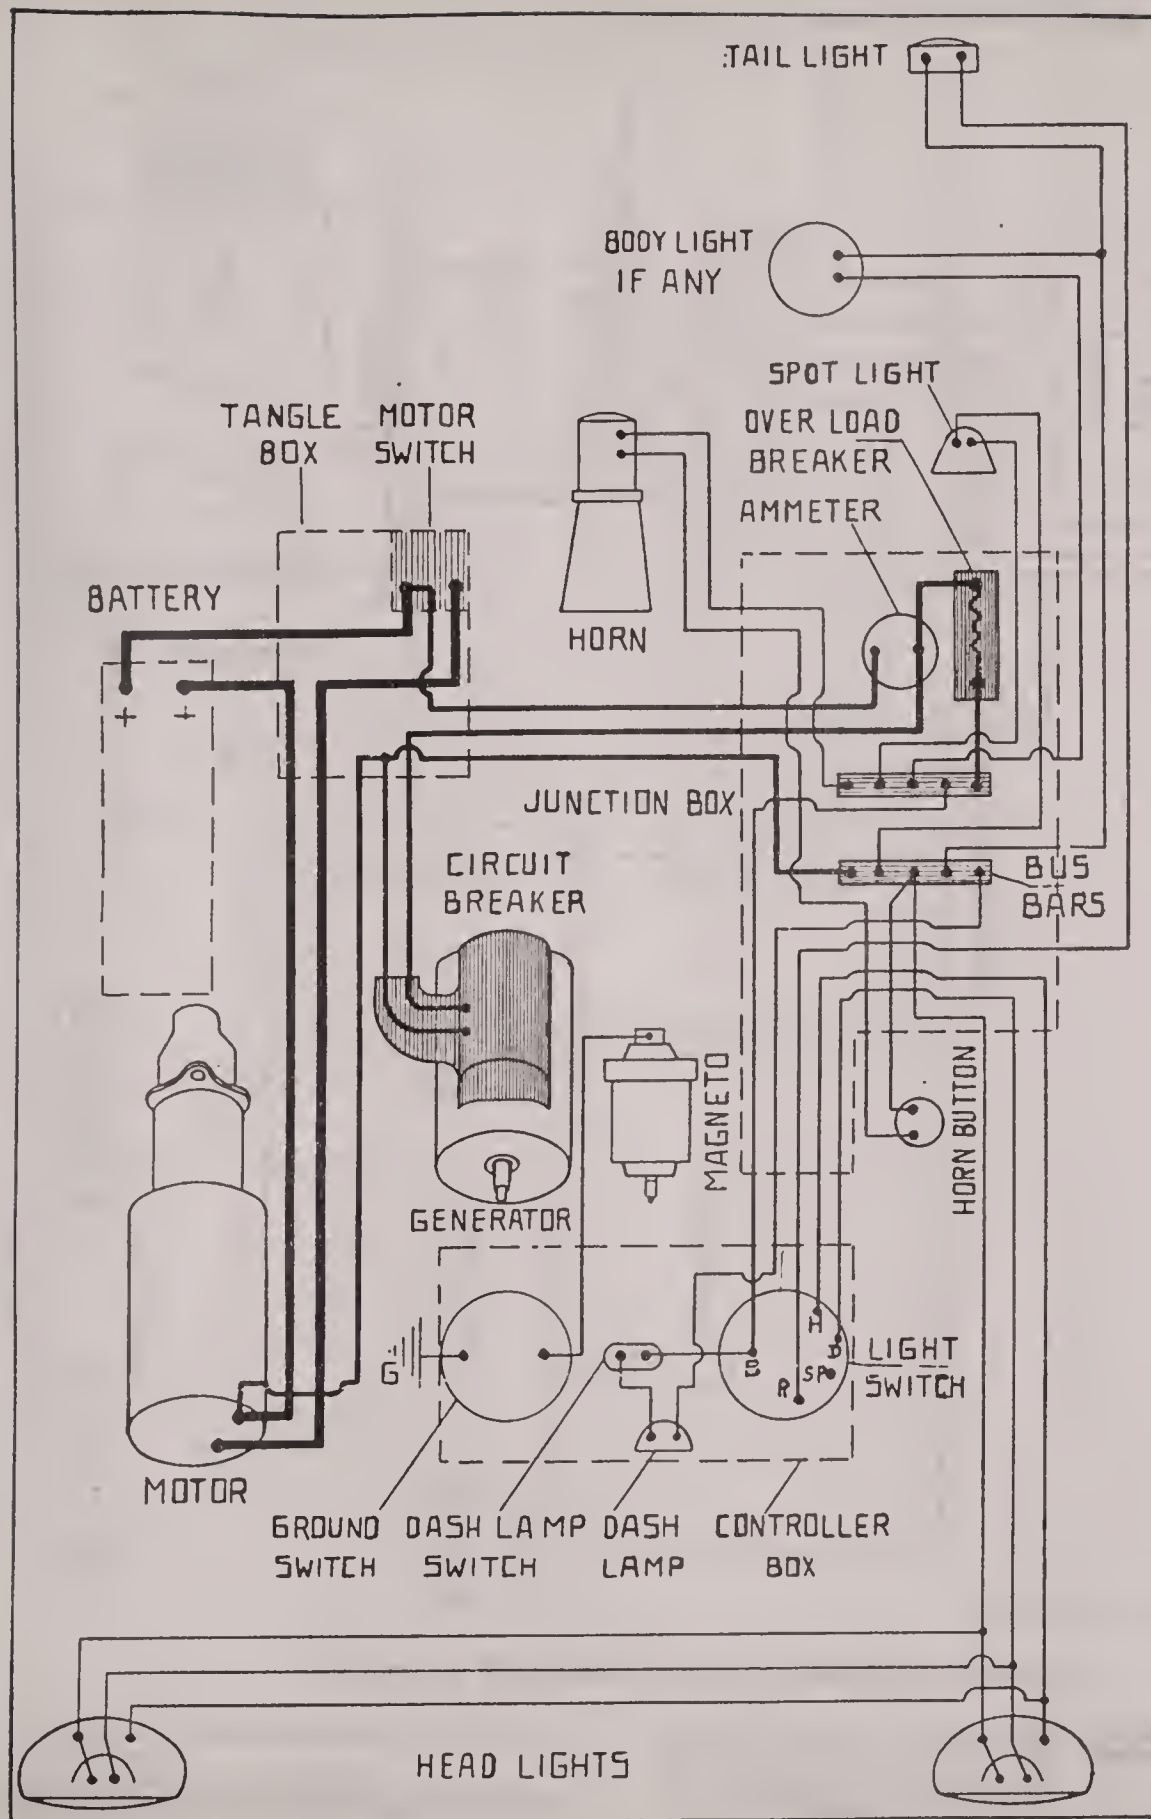 TAIL LIGHT
BODY LIGHT
IF ANY
SPOT LIGHT
TANGLE
BOX
MOTOR
SWITCH
OVER LOAD
BREAKER
AMMETER
BATTERY
HORN
+
+
JUNCTION BOX
CIRCUIT
BREAKER
BUS
BARS
MAGNETO
HORN BUTTON
GENERATOR
H
D
B
SP
R
G
LIGHT
SWITCH
MOTOR
GROUND
SWITCH
DASH LAMP
SWITCH
DASH
LAMP
CONTROLLER
BOX
HEAD LIGHTS